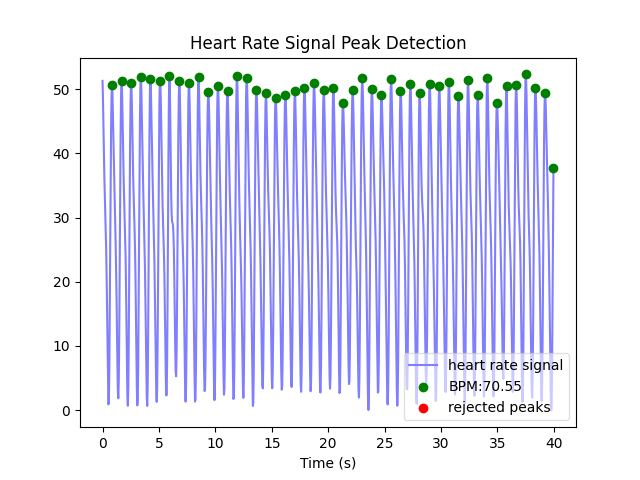 Heart Rate Signal Peak Detection
50
40
30
20
10
0
heart rate signal
BPM:70.55
rejected peaks
0 5 10 15 20 25 30 35 40
Time (s)